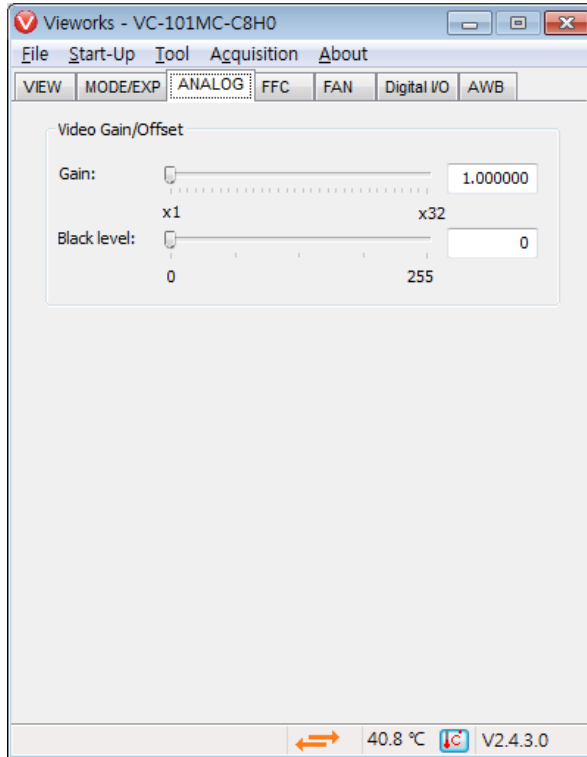 Vieworks - VC-101MC-C8H0
File Start-Up Tool Acquisition About
VIEW MODE/EXP ANALOG FFC FAN Digital I/O AWB
Video Gain/Offset
Gain: 1.000000
x1 x32
Black level: 0
0 255
40.8 ℃ C V2.4.3.0